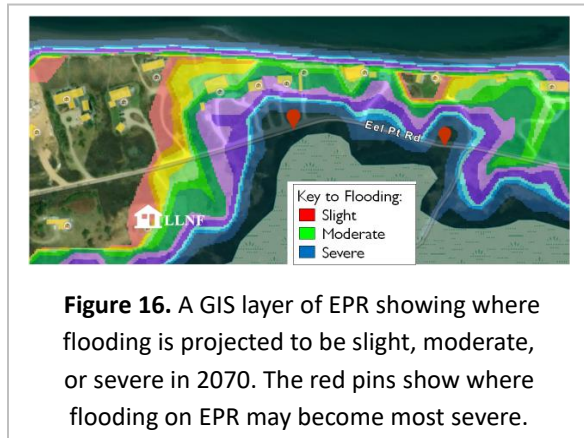 Eel Pt Rd
LLNF
Key to Flooding:
Slight
Moderate
Severe
Figure 16. A GIS layer of EPR showing where
flooding is projected to be slight, moderate,
or severe in 2070. The red pins show where
flooding on EPR may become most severe.